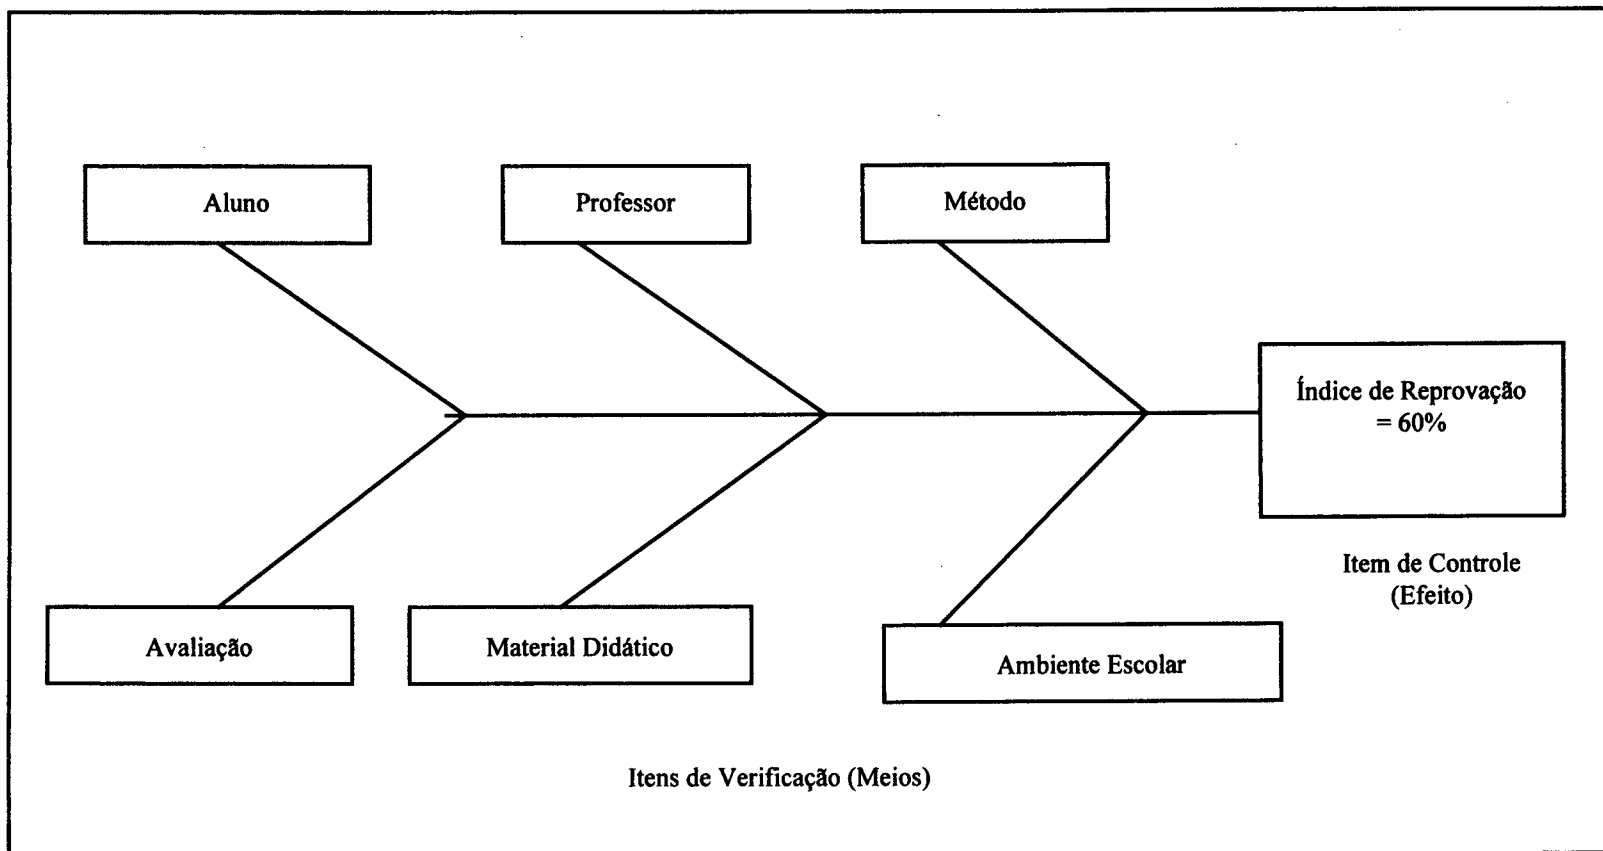 Aluno
Professor
Método
Índice de Reprovação
= 60%
Item de Controle
(Efeito)
Avaliação
Material Didático
Ambiente Escolar
Itens de Verificação (Meios)